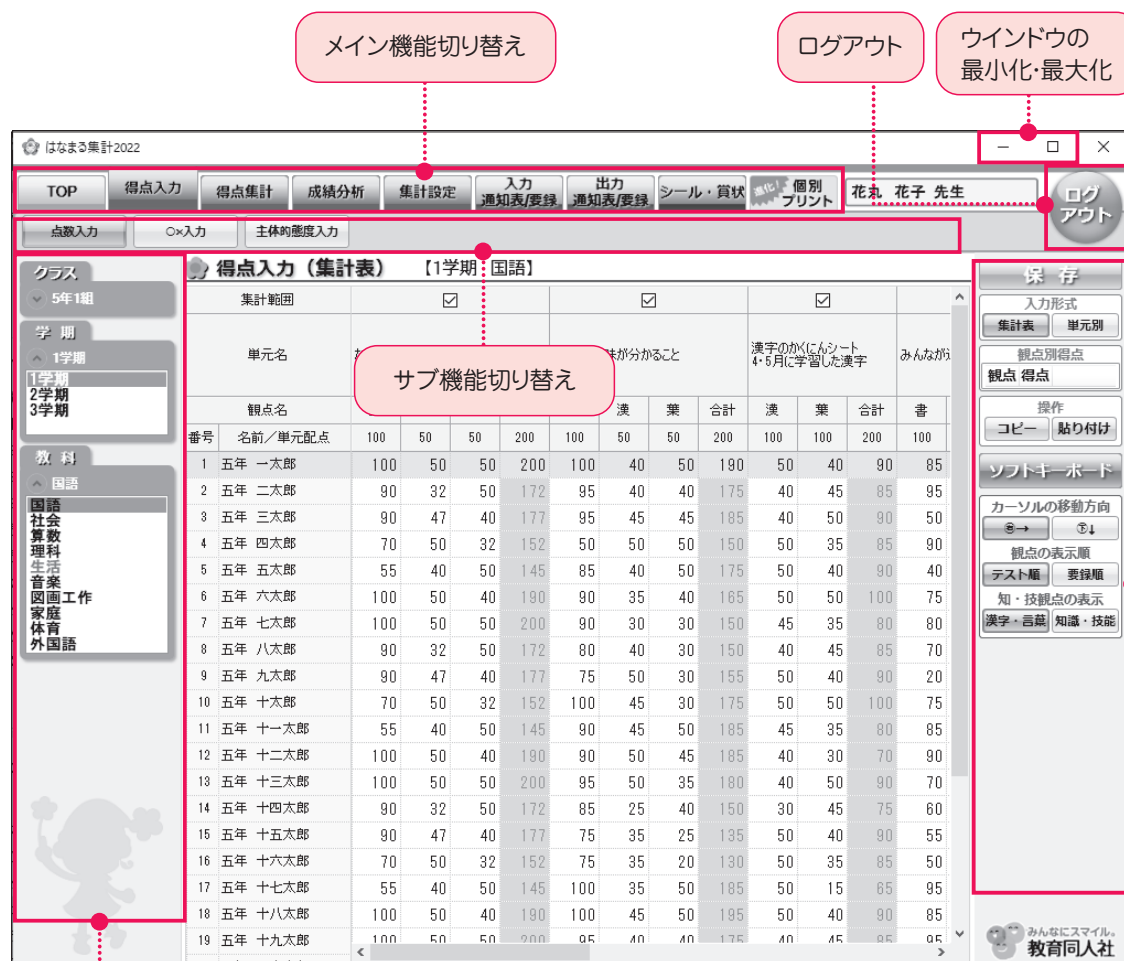 メイン機能切り替え
ログアウト
ウインドウの
最小化・最大化
はなまる集計2022
TOP 得点入力 得点集計 成績分析 集計設定 入力 通知表/要録 出力 通知表/要録 シール・賞状 進化! 個別プリント 花丸 花子 先生 ログアウト
点数入力 ○×入力 主体的態度入力
サブ機能切り替え
クラス
5年1組
学 期
1学期
1学期
2学期
3学期
教 科
国語
国語
社会
算数
理科
生活
音楽
図画工作
家庭
体育
外国語
得点入力(集計表) 【1学期 国語】
集計範囲
単元名 味が分かること 漢字のかくにんシート 4・5月に学習した漢字 みんなが
観点名 漢 葉 合計 漢 葉 合計 書
番号 名前/単元配点 100 50 50 200 100 50 50 200 100 100 200 100
1 五年 一太郎 100 50 50 200 100 40 50 190 50 40 90 85
2 五年 二太郎 90 32 50 172 95 40 40 175 40 45 85 95
3 五年 三太郎 90 47 40 177 95 45 45 185 40 50 90 50
4 五年 四太郎 70 50 32 152 50 50 50 150 50 35 85 90
5 五年 五太郎 55 40 50 145 85 40 50 175 50 40 90 40
6 五年 六太郎 100 50 40 190 90 35 40 165 50 50 100 75
7 五年 七太郎 100 50 50 200 90 30 30 150 45 35 80 80
8 五年 八太郎 90 32 50 172 80 40 30 150 40 45 85 70
9 五年 九太郎 90 47 40 177 75 50 30 155 50 40 90 20
10 五年 十太郎 70 50 32 152 100 45 30 175 50 50 100 75
11 五年 十一太郎 55 40 50 145 90 45 50 185 45 35 80 85
12 五年 十二太郎 100 50 40 190 90 50 45 185 40 30 70 90
13 五年 十三太郎 100 50 50 200 95 50 35 180 40 50 90 70
14 五年 十四太郎 90 32 50 172 85 25 40 150 30 45 75 60
15 五年 十五太郎 90 47 40 177 75 35 25 135 50 40 90 55
16 五年 十六太郎 70 50 32 152 75 35 20 130 50 35 85 50
17 五年 十七太郎 55 40 50 145 100 35 50 185 50 15 65 95
18 五年 十八太郎 100 50 40 190 100 45 50 195 50 40 90 85
19 五年 十九太郎 100 50 50 200 95 40 40 175 40 45 85 95
保 存
入力形式
集計表 単元別
観点別得点
観点 得点
操作
コピー 貼り付け
ソフトキーボード
カーソルの移動方向
㊨→ ㊦↓
観点の表示順
テスト順 要録順
知・技観点の表示
漢字・言葉 知識・技能
みんなにスマイル。
教育同人社